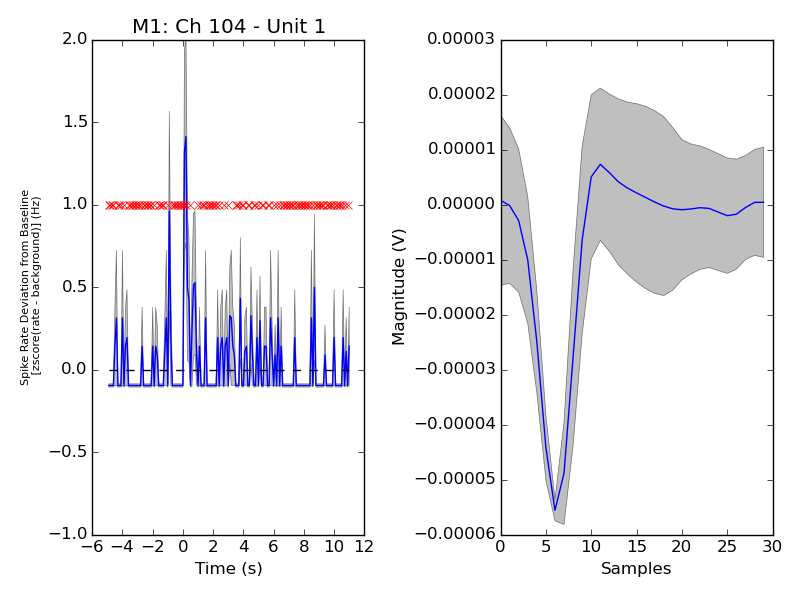 M1: Ch 104 - Unit 1
Spike Rate Deviation from Baseline
[zscore(rate - background)] (Hz)
2.0
1.5
1.0
0.5
0.0
−0.5
−1.0
−6 −4 −2 0 2 4 6 8 10 12
Time (s)
Magnitude (V)
0.00003
0.00002
0.00001
0.00000
−0.00001
−0.00002
−0.00003
−0.00004
−0.00005
−0.00006
0 5 10 15 20 25 30
Samples